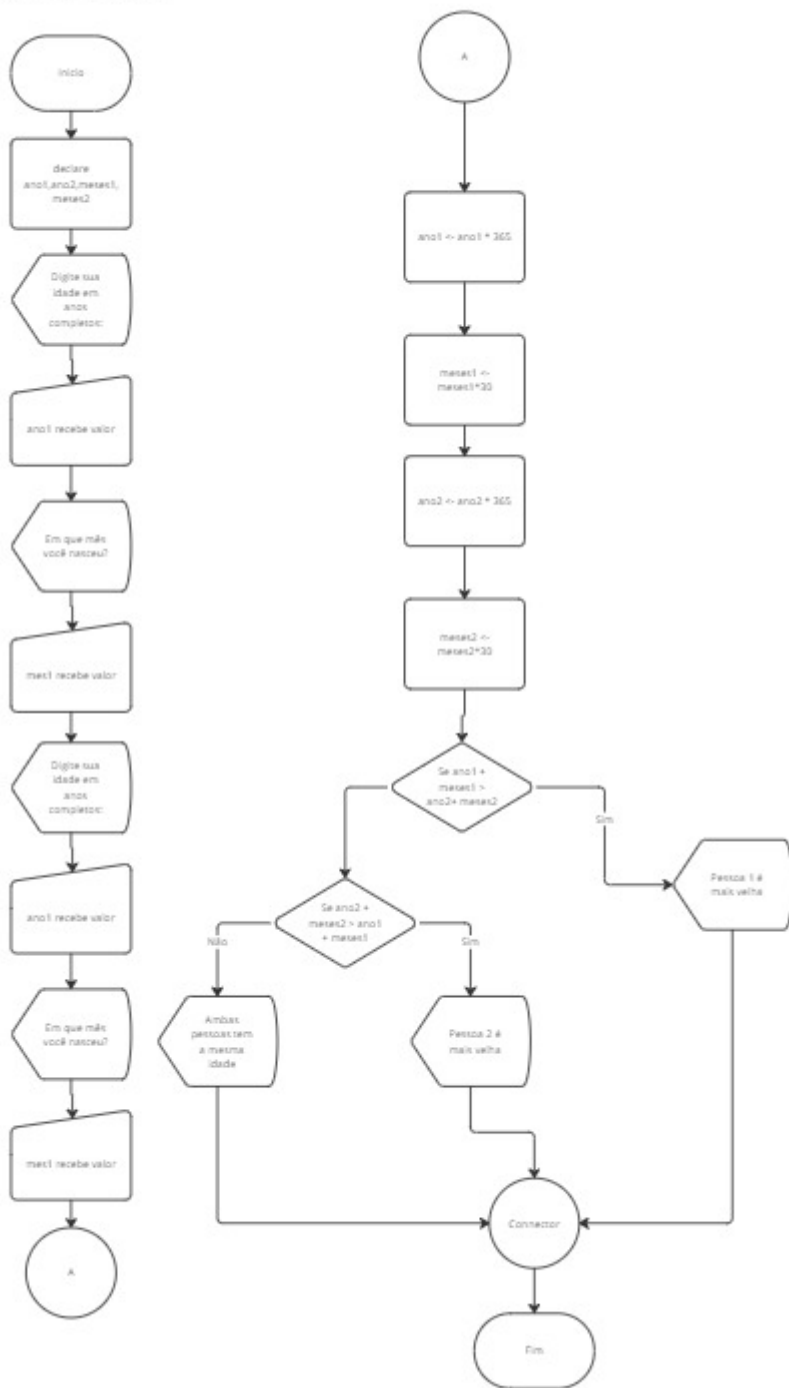 Inicio
declare
ano1,ano2,meses1,
meses2
Digite sua
idade em
anos
completos:
ano1 recebe valor
Em que mês
você nasceu?
mes1 recebe valor
Digite sua
idade em
anos
completos:
ano1 recebe valor
Em que mês
você nasceu?
mes1 recebe valor
A
A
ano1 <- ano1 * 365
meses1 <-
meses1*30
ano2 <- ano2 * 365
meses2 <-
meses2*30
Se ano1 +
meses1 >
ano2+ meses2
Sim
Pessoa 1 é
mais velha
Se ano2 +
meses2 > ano1
+ meses1
Não
Sim
Ambas
pessoas tem
a mesma
idade
Pessoa 2 é
mais velha
Connector
Fim